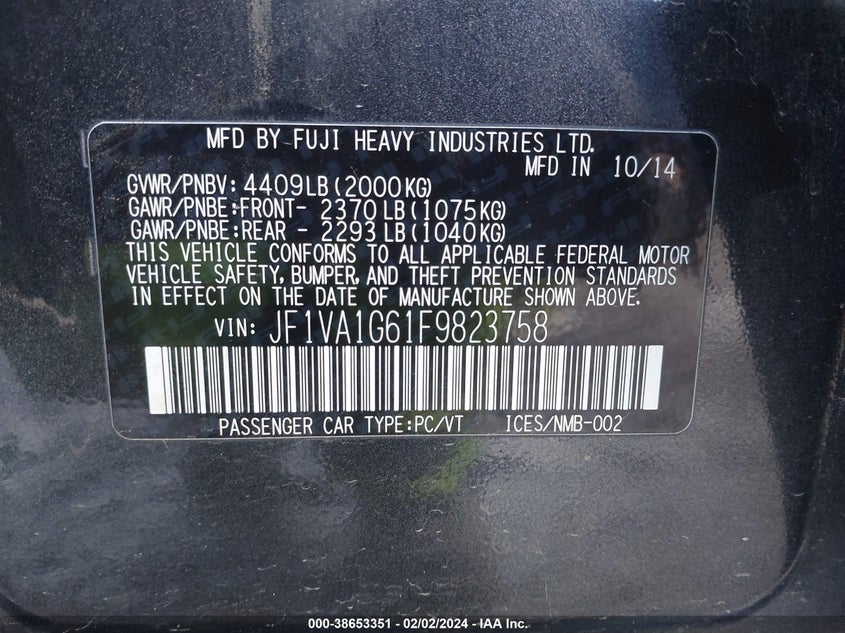 MFD BY FUJI HEAVY INDUSTRIES LTD.
MFD IN 10/14
GVWR/PNBV: 4409LB (2000KG)
GAWR/PNBE:FRONT- 2370 LB (1075KG)
GAWR/PNBE:REAR - 2293 LB (1040KG)
THIS VEHICLE CONFORMS TO ALL APPLICABLE FEDERAL MOTOR
VEHICLE SAFETY, BUMPER, AND THEFT PREVENTION STANDARDS
IN EFFECT ON THE DATE OF MANUFACTURE SHOWN ABOVE.
VIN: JF1VA1G61F9823758
PASSENGER CAR TYPE:PC/VT ICES/NMB-002
000-38653351 - 02/02/2024 - IAA Inc.